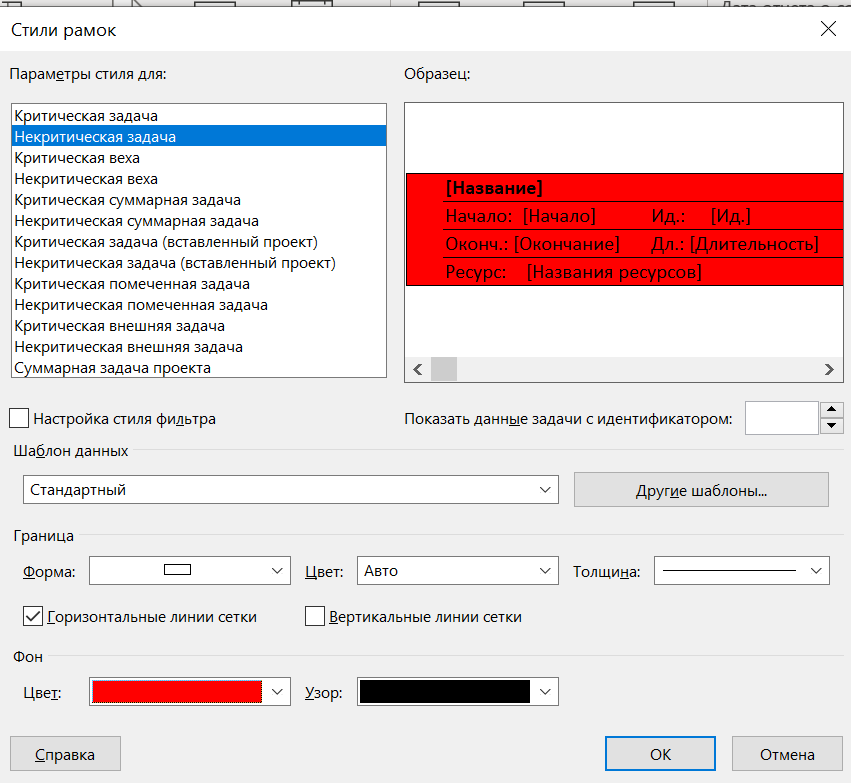 Стили рамок
Параметры стиля для:
Образец:
Критическая задача
Некритическая задача
Критическая веха
Некритическая веха
Критическая суммарная задача
Некритическая суммарная задача
Критическая задача (вставленный проект)
Некритическая задача (вставленный проект)
Критическая помеченная задача
Некритическая помеченная задача
Критическая внешняя задача
Некритическая внешняя задача
Суммарная задача проекта
[Название]
Начало: [Начало] Ид.: [Ид.]
Оконч.: [Окончание] Дл.: [Длительность]
Ресурс: [Названия ресурсов]
Настройка стиля фильтра
Показать данные задачи с идентификатором:
Шаблон данных
Стандартный
Другие шаблоны...
Граница
Форма:
Цвет: Авто
Толщина:
Горизонтальные линии сетки
Вертикальные линии сетки
Фон
Цвет:
Узор:
Справка
ОК
Отмена